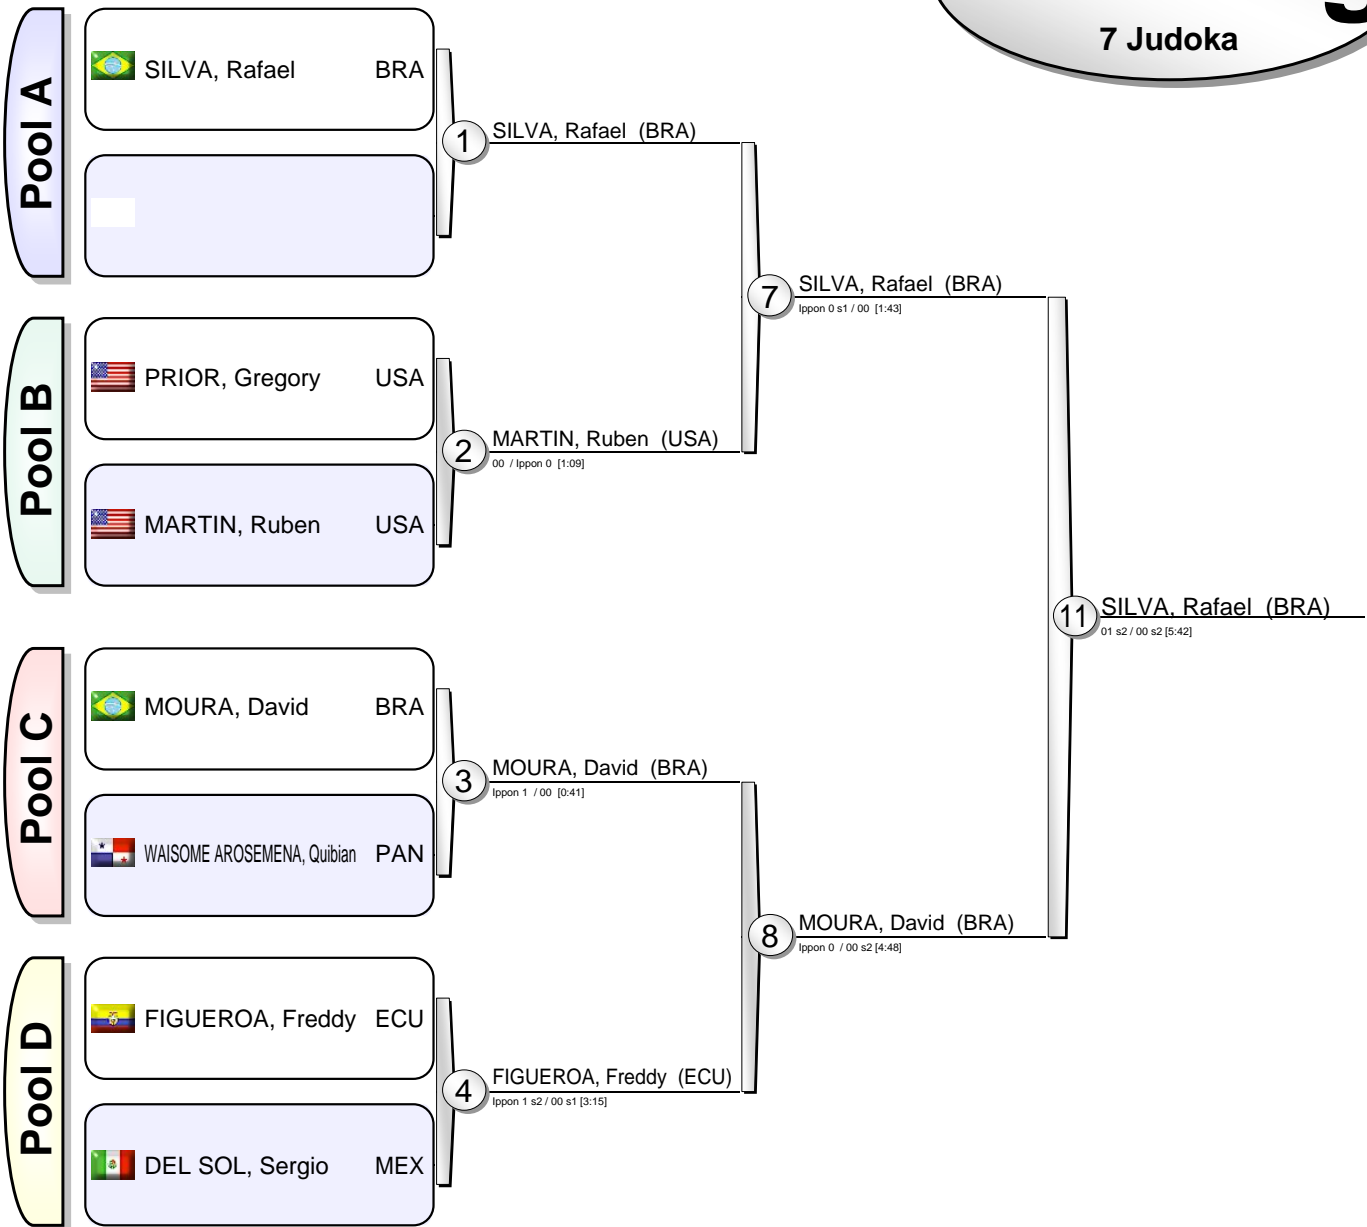 7 Judoka
Pool A
SILVA, Rafael BRA
1 SILVA, Rafael (BRA)
7 SILVA, Rafael (BRA)
Ippon 0 s1 / 00 [1:43]
Pool B
PRIOR, Gregory USA
2 MARTIN, Ruben (USA)
00 / Ippon 0 [1:09]
MARTIN, Ruben USA
11 SILVA, Rafael (BRA)
01 s2 / 00 s2 [5:42]
Pool C
MOURA, David BRA
3 MOURA, David (BRA)
Ippon 1 / 00 [0:41]
WAISOME AROSEMENA, Quibian PAN
8 MOURA, David (BRA)
Ippon 0 / 00 s2 [4:48]
Pool D
FIGUEROA, Freddy ECU
4 FIGUEROA, Freddy (ECU)
Ippon 1 s2 / 00 s1 [3:15]
DEL SOL, Sergio MEX